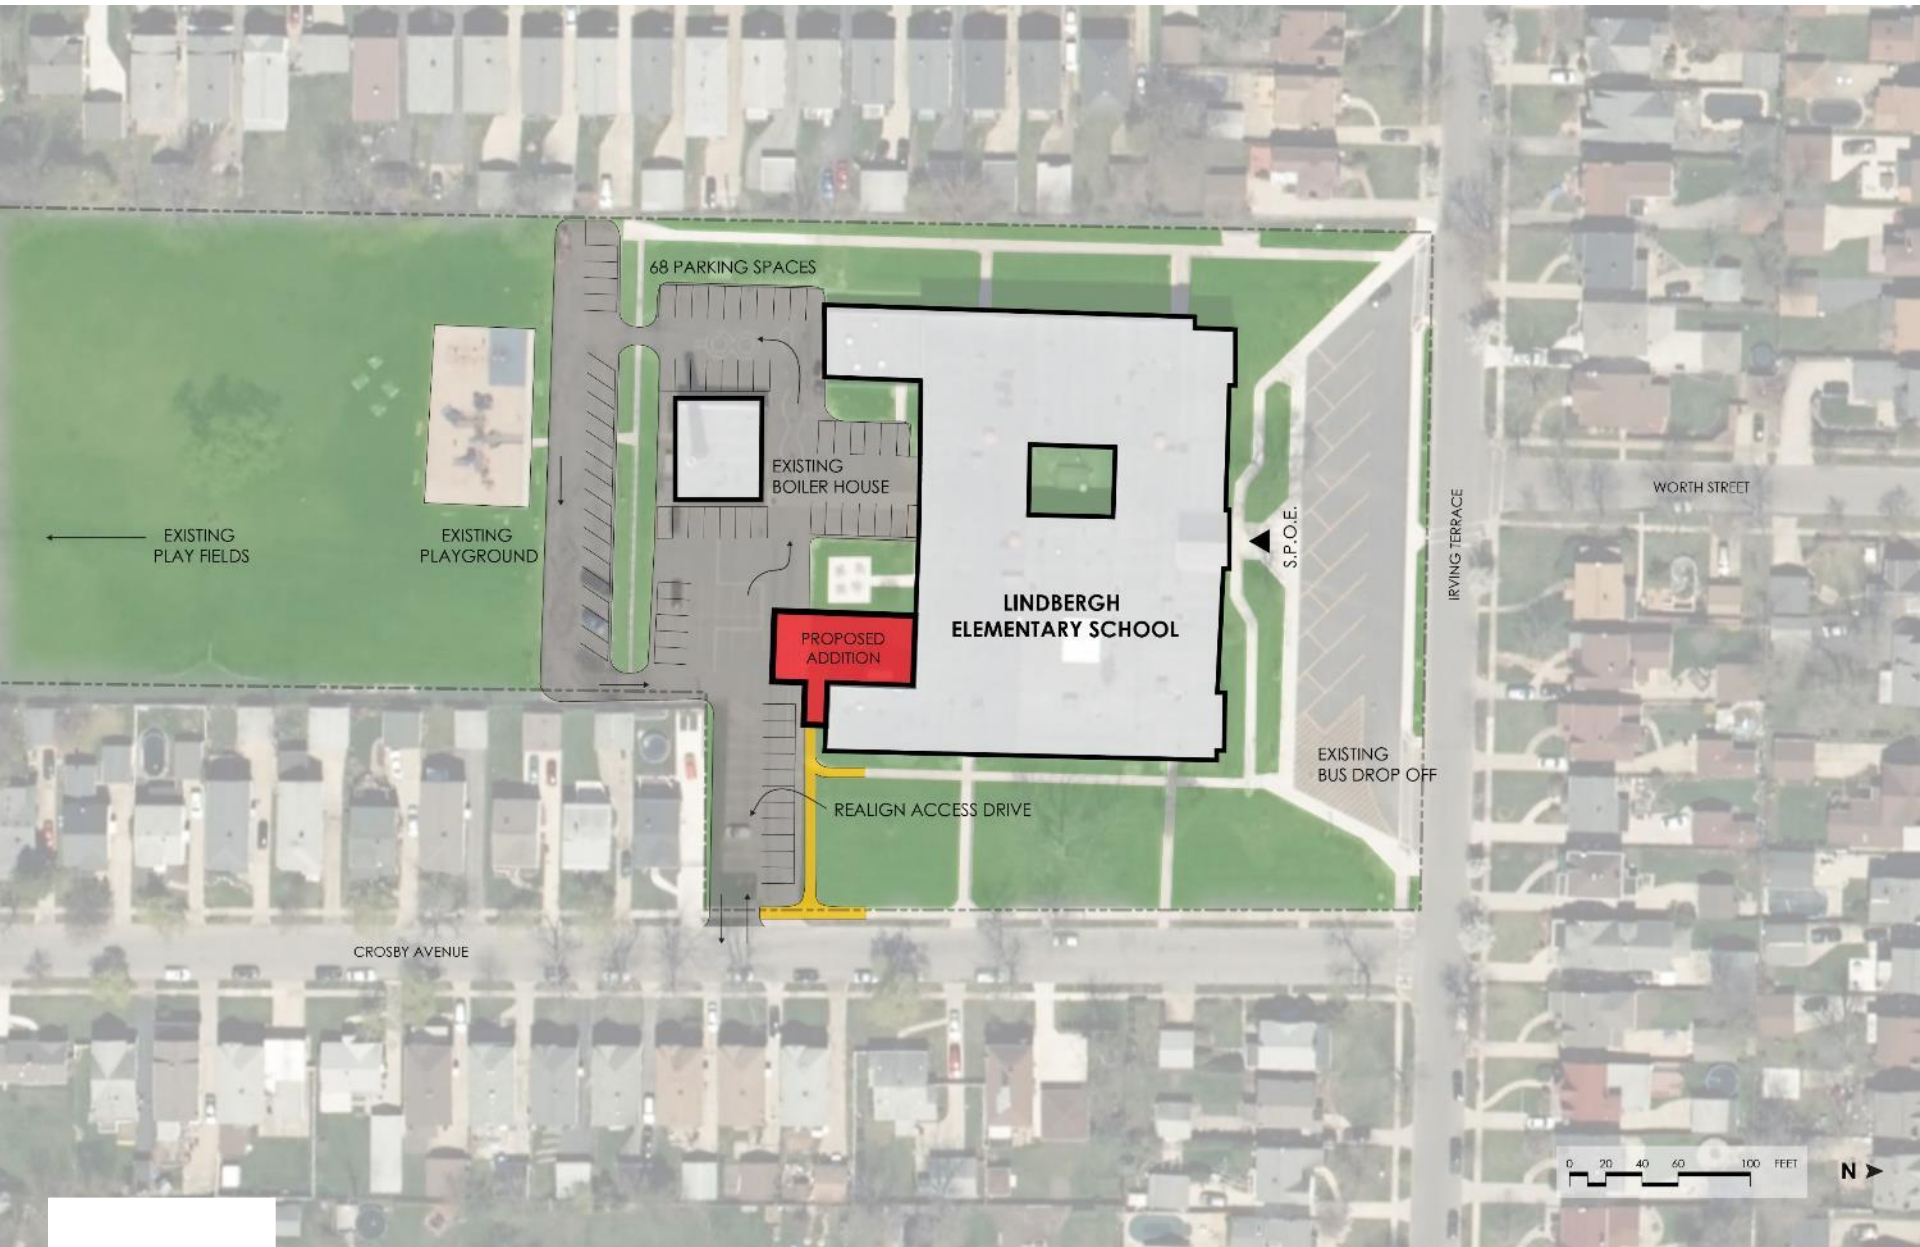 68 PARKING SPACES
EXISTING
BOILER HOUSE
WORTH STREET
EXISTING
PLAY FIELDS
EXISTING
PLAYGROUND
S.P.O.E.
IRVING TERRACE
LINDBERGH
ELEMENTARY SCHOOL
PROPOSED
ADDITION
EXISTING
BUS DROP OFF
REALIGN ACCESS DRIVE
CROSBY AVENUE
0 20 40 60 100 FEET
N